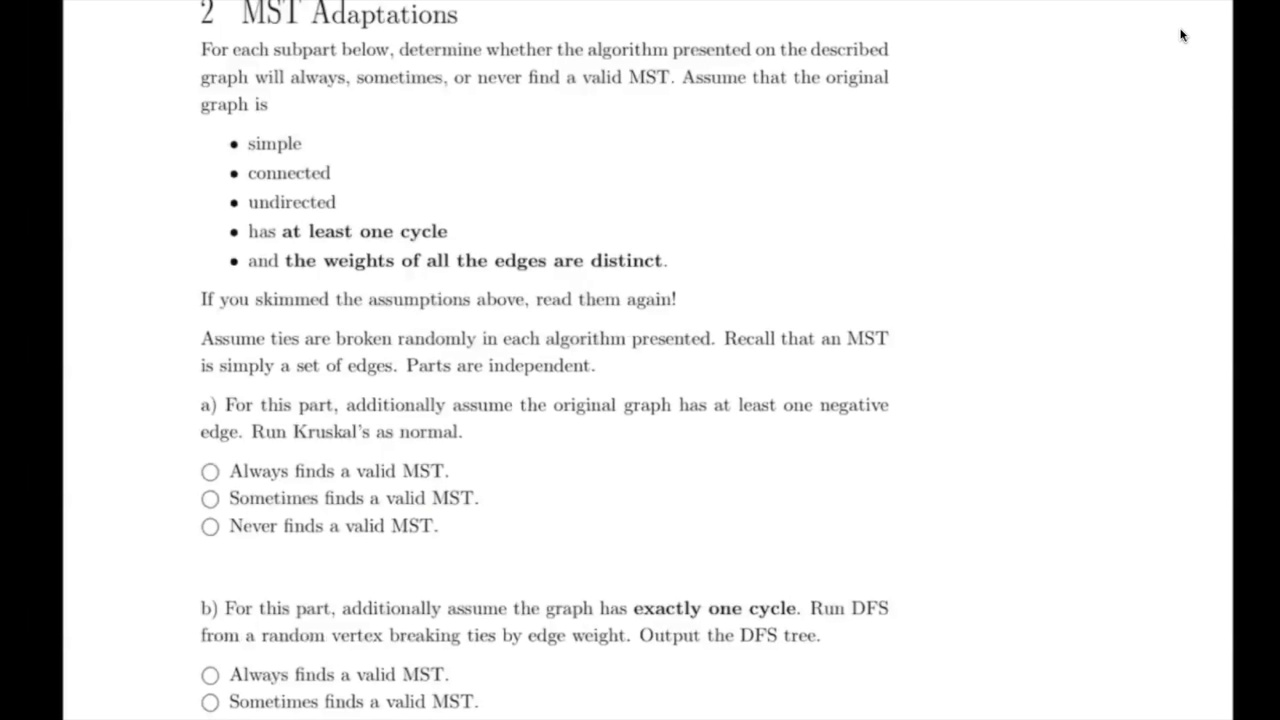 2 MST Adaptations
For each subpart below, determine whether the algorithm presented on the described
graph will always, sometimes, or never find a valid MST. Assume that the original
graph is
• simple
• connected
• undirected
• has at least one cycle
• and the weights of all the edges are distinct.
If you skimmed the assumptions above, read them again!
Assume ties are broken randomly in each algorithm presented. Recall that an MST
is simply a set of edges. Parts are independent.
a) For this part, additionally assume the original graph has at least one negative
edge. Run Kruskal's as normal.
○ Always finds a valid MST.
○ Sometimes finds a valid MST.
○ Never finds a valid MST.
b) For this part, additionally assume the graph has exactly one cycle. Run DFS
from a random vertex breaking ties by edge weight. Output the DFS tree.
○ Always finds a valid MST.
○ Sometimes finds a valid MST.